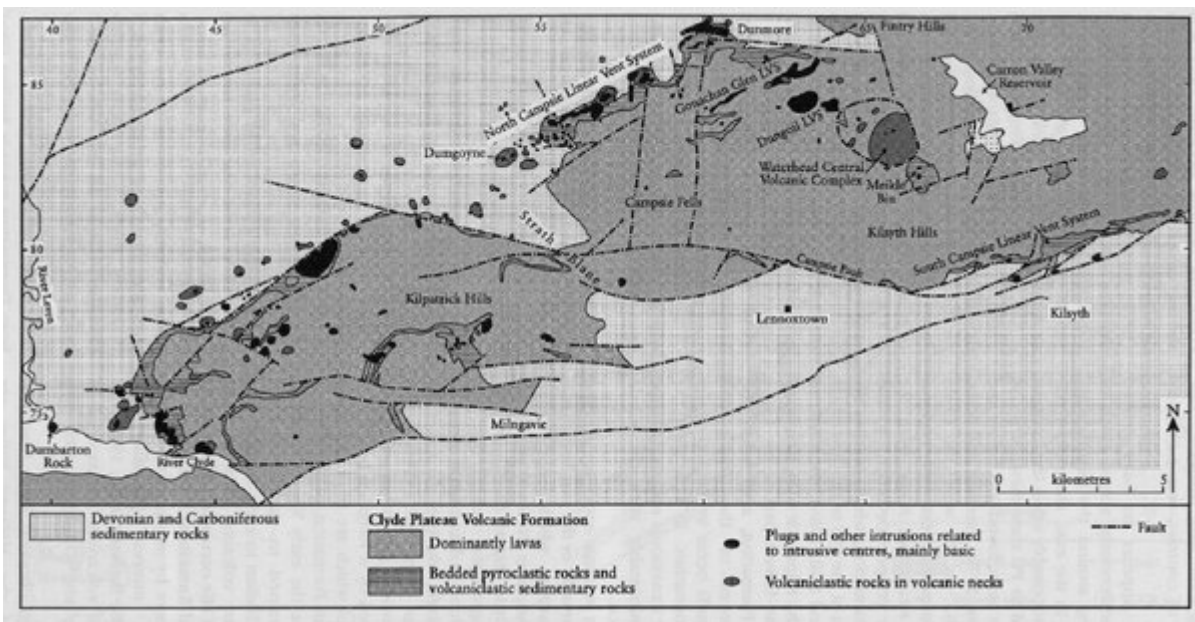 40
45
50
55
65
70
85
80
75
Dunmore
Fintry Hills
Carron Valley
Reservoir
North Campsie Linear Vent System
Gonachan Glen LVS
Dungoil LVS
Dumgoyne
Waterhead Central
Volcanic Complex
Meikle
Bin
Campsie Fells
Strath Blane
Kilsyth Hills
South Campsie Linear Vent System
Campsie Fault
River Leven
Kilpatrick Hills
Lennoxtown
Kilsyth
Milngavie
Dumbarton
Rock
River Clyde
N
0 kilometres 5
Devonian and Carboniferous
sedimentary rocks
Clyde Plateau Volcanic Formation
Dominantly lavas
Bedded pyroclastic rocks and
volcaniclastic sedimentary rocks
Plugs and other intrusions related
to intrusive centres, mainly basic
Volcaniclastic rocks in volcanic necks
Fault